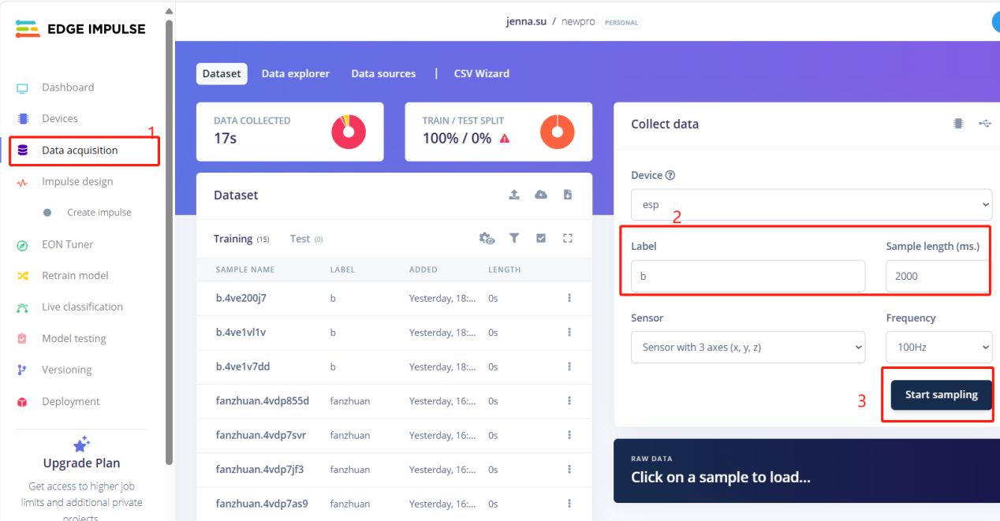 EDGE IMPULSE
jenna.su / newpro PERSONAL
Dashboard
Devices
1
Data acquisition
Impulse design
Create impulse
EON Tuner
Retrain model
Live classification
Model testing
Versioning
Deployment
Upgrade Plan
Get access to higher job
limits and additional private
projects.
Dataset Data explorer Data sources | CSV Wizard
DATA COLLECTED
17s
TRAIN / TEST SPLIT
100% / 0%
Dataset
Training (15) Test (0)
SAMPLE NAME LABEL ADDED LENGTH
b.4ve200j7 b Yesterday, 18:... 0s
b.4ve1vl1v b Yesterday, 18:... 0s
b.4ve1v7dd b Yesterday, 18:... 0s
fanzhuan.4vdp855d fanzhuan Yesterday, 16:... 0s
fanzhuan.4vdp7svr fanzhuan Yesterday, 16:... 0s
fanzhuan.4vdp7jf3 fanzhuan Yesterday, 16:... 0s
fanzhuan.4vdp7as9 fanzhuan Yesterday, 16:... 0s
Collect data
Device ?
esp
2
Label Sample length (ms.)
b 2000
Sensor Frequency
Sensor with 3 axes (x, y, z) 100Hz
3 Start sampling
RAW DATA
Click on a sample to load...